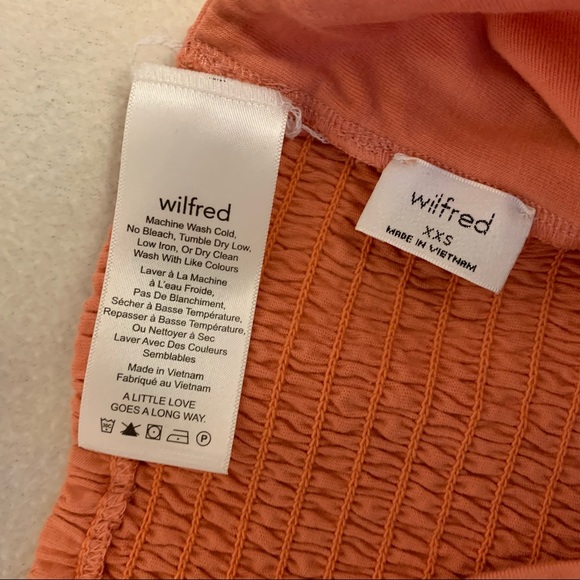 wilfred
Machine Wash Cold,
No Bleach, Tumble Dry Low,
Low Iron, Or Dry Clean
Wash With Like Colours
Laver à La Machine
à L'eau Froide,
Pas De Blanchiment,
Sécher à Basse Température,
Repasser à Basse Température,
Ou Nettoyer à Sec
Laver Avec Des Couleurs
Semblables
Made in Vietnam
Fabriqué au Vietnam
A LITTLE LOVE
GOES A LONG WAY.
wilfred
XXS
MADE IN VIETNAM